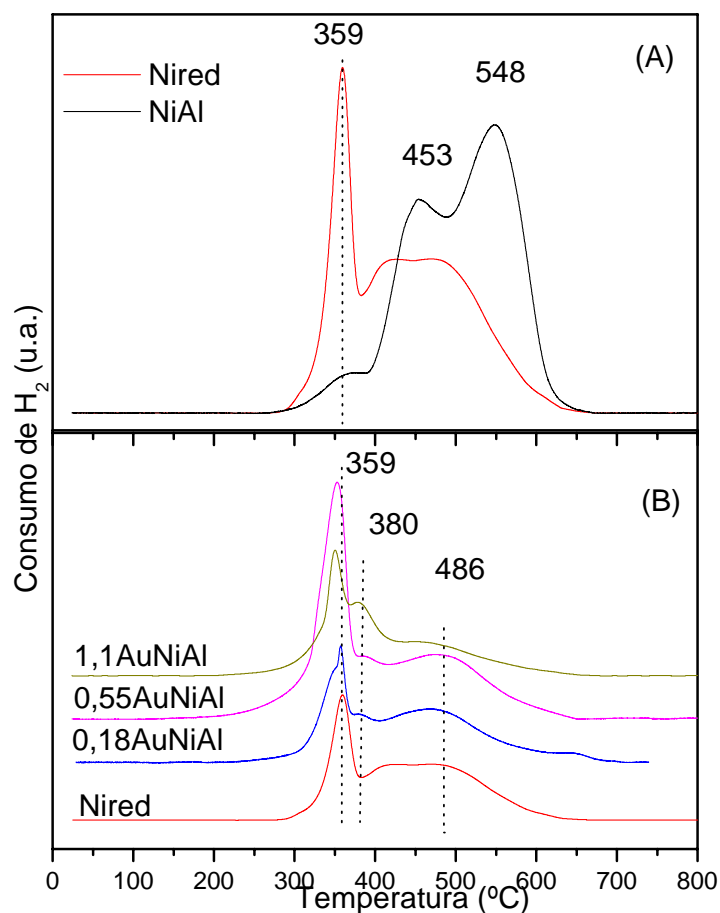 359
(A)
Nired
NiAl
548
453
Consumo de H2 (u.a.)
359
(B)
380
486
1,1AuNiAl
0,55AuNiAl
0,18AuNiAl
Nired
0 100 200 300 400 500 600 700 800
Temperatura (ºC)